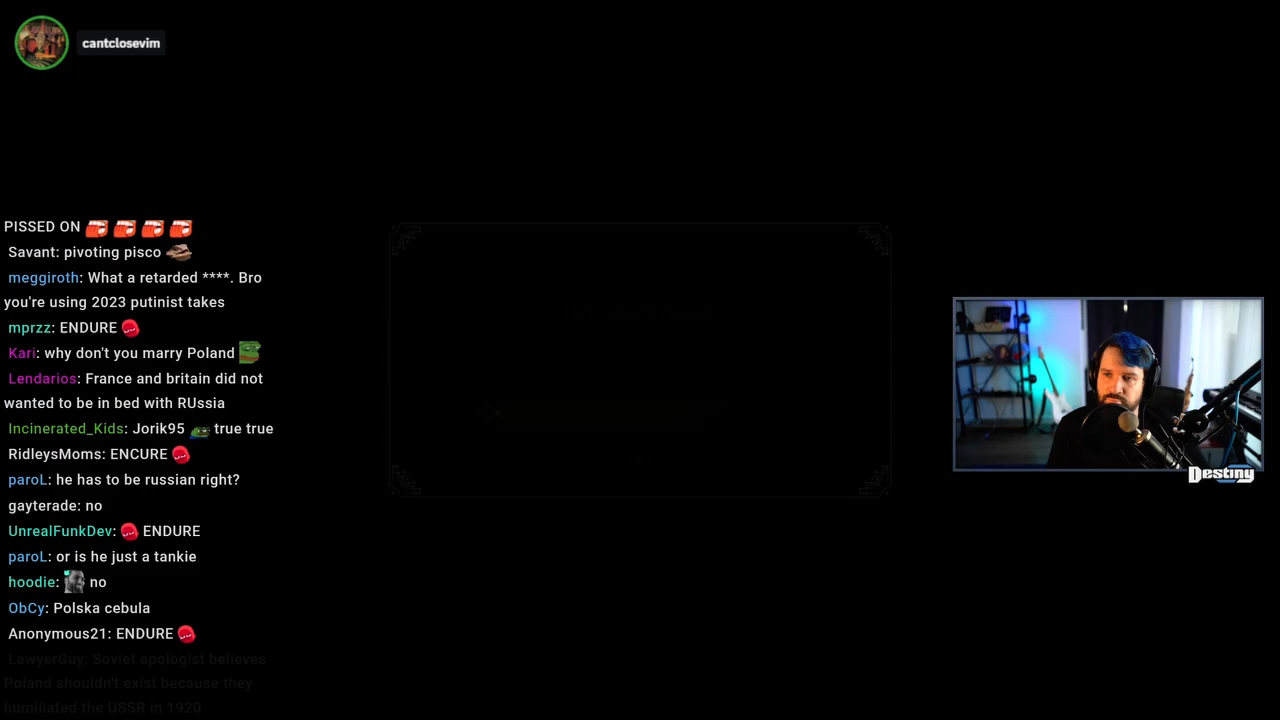 cantclosevim
PISSED ON
Savant: pivoting pisco
meggiroth: What a retarded ****. Bro
you're using 2023 putinist takes
mprzz: ENDURE
Kari: why don't you marry Poland
Lendarios: France and britain did not
wanted to be in bed with RUssia
Incinerated_Kids: Jorik95 true true
RidleysMoms: ENCURE
paroL: he has to be russian right?
gayterade: no
UnrealFunkDev: ENDURE
paroL: or is he just a tankie
hoodie: no
ObCy: Polska cebula
Anonymous21: ENDURE
LawyerGuy: Soviet apologist believes
Poland shouldn't exist because they
humiliated the USSR in 1920
Destiny